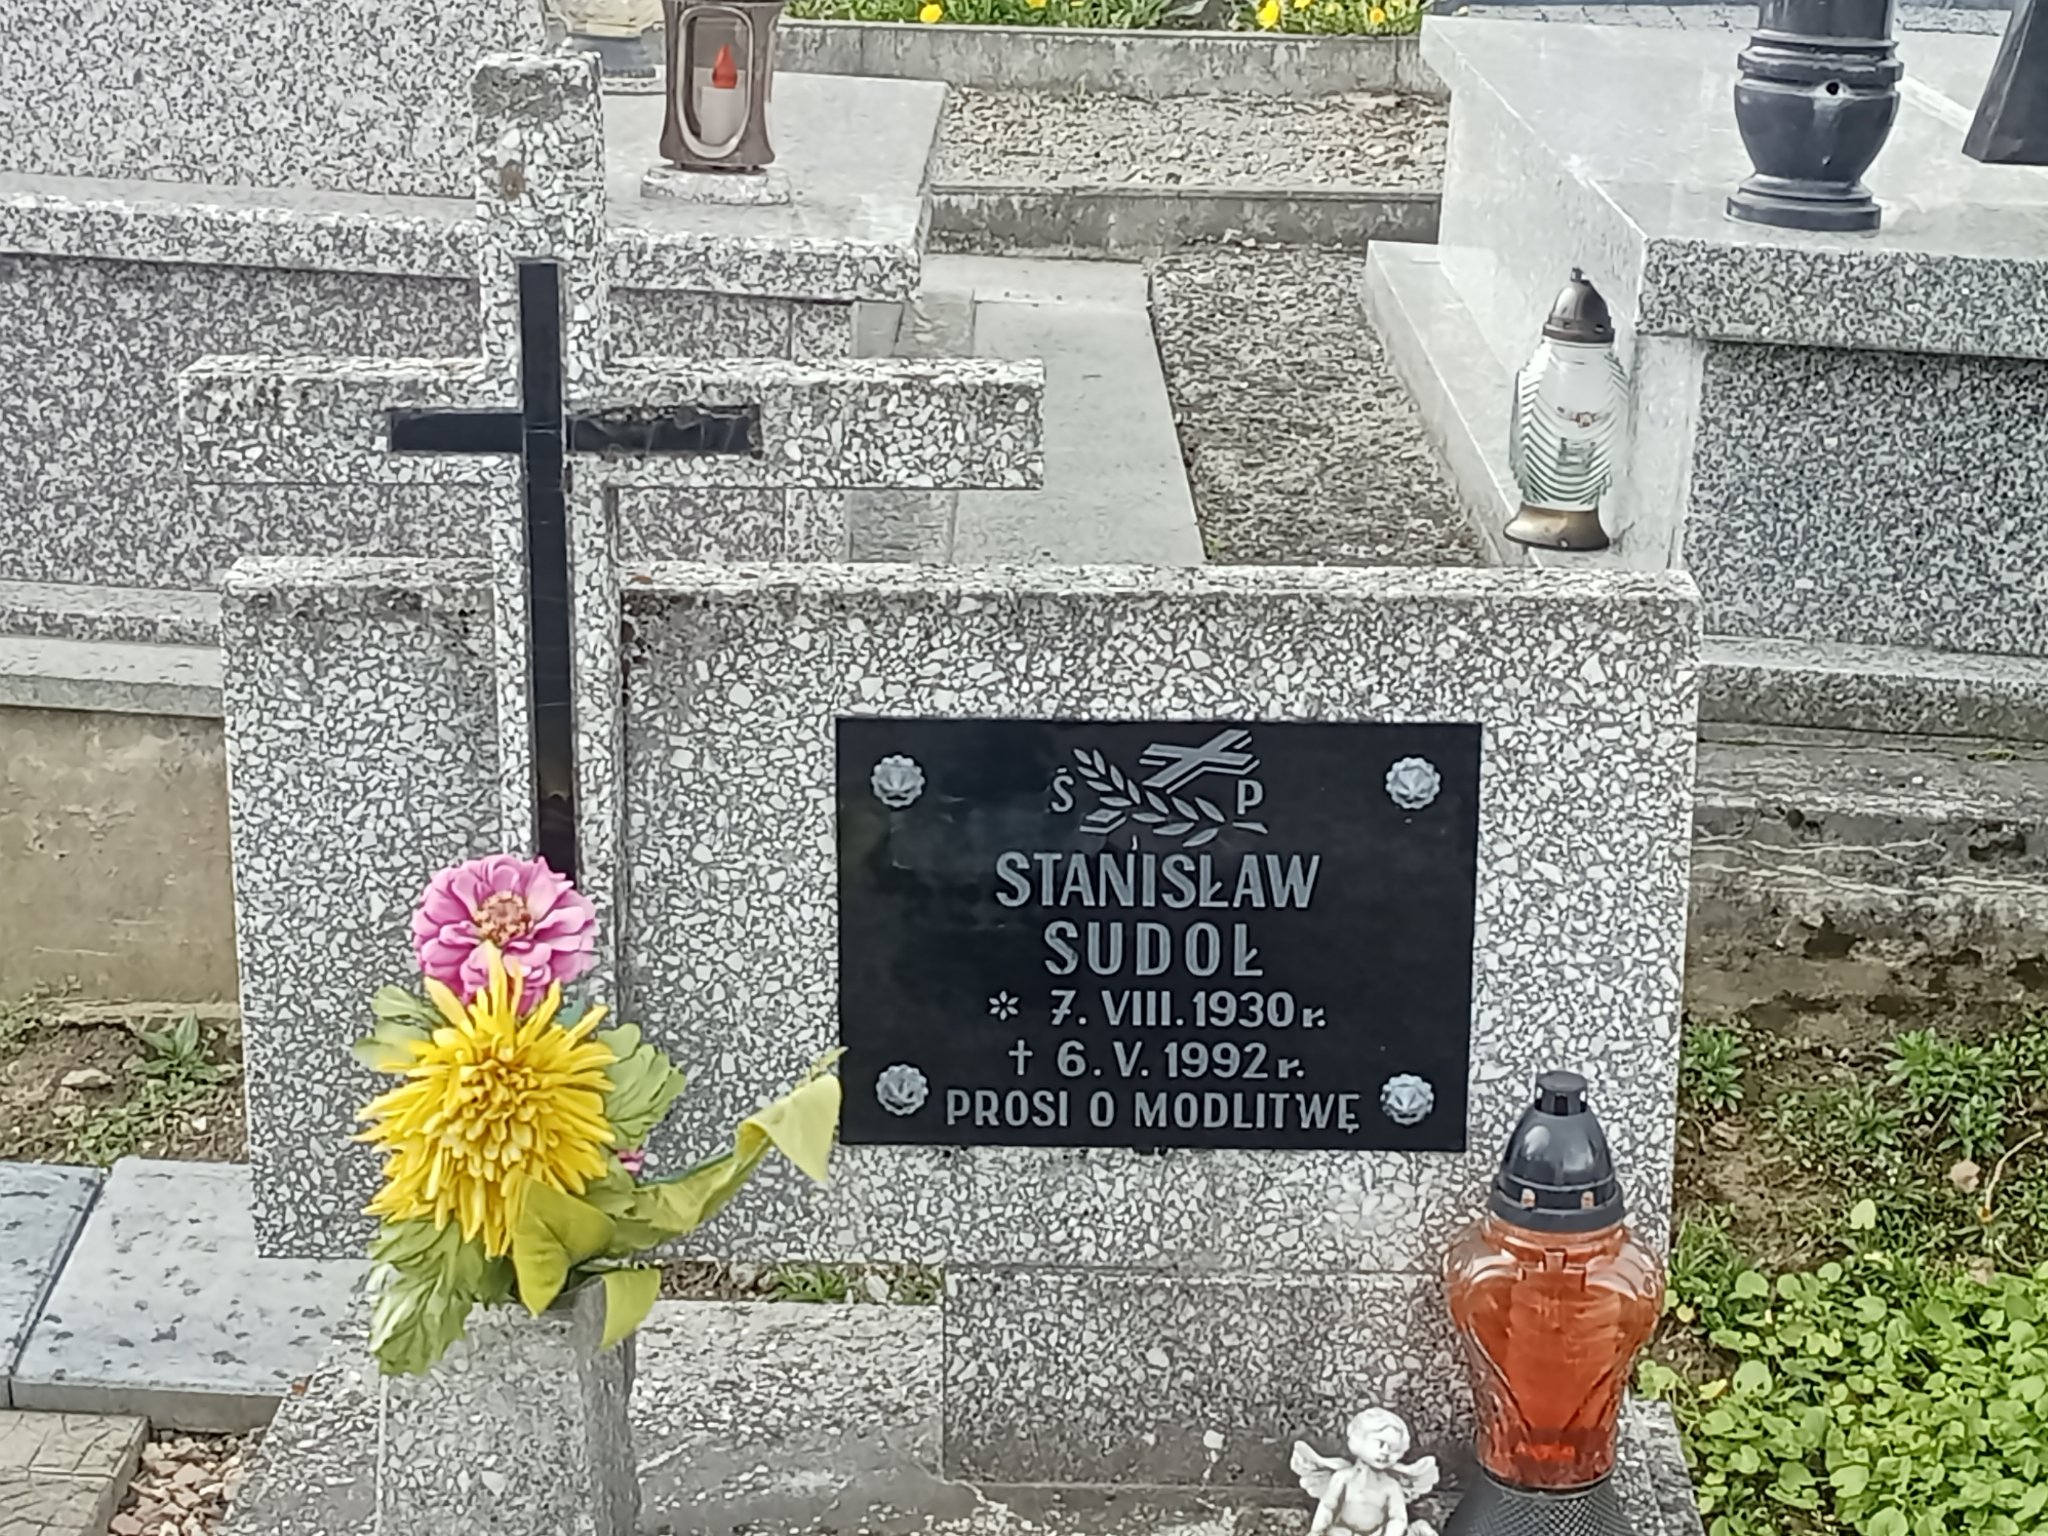 Ś P
STANISŁAW
SUDOŁ
* 7. VIII. 1930 r.
† 6. V. 1992 r.
PROSI O MODLITWĘ